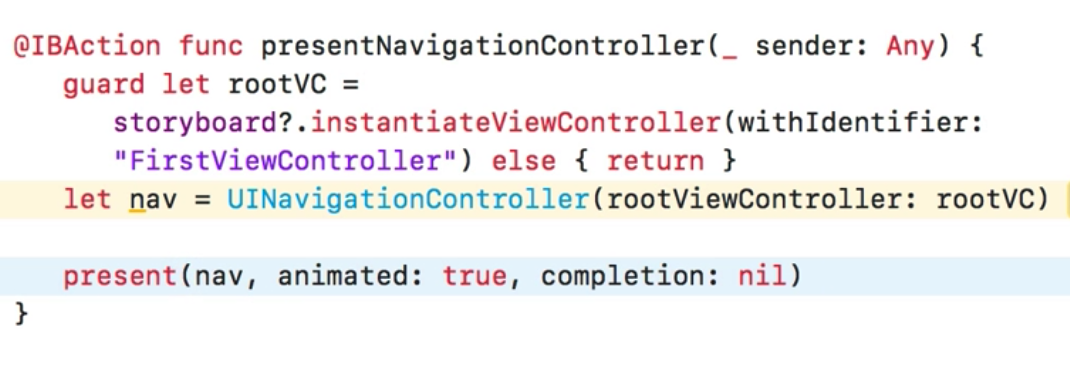 @IBAction func presentNavigationController(_ sender: Any) {
guard let rootVC =
storyboard?.instantiateViewController(withIdentifier:
"FirstViewController") else { return }
let nav = UINavigationController(rootViewController: rootVC)
present(nav, animated: true, completion: nil)
}